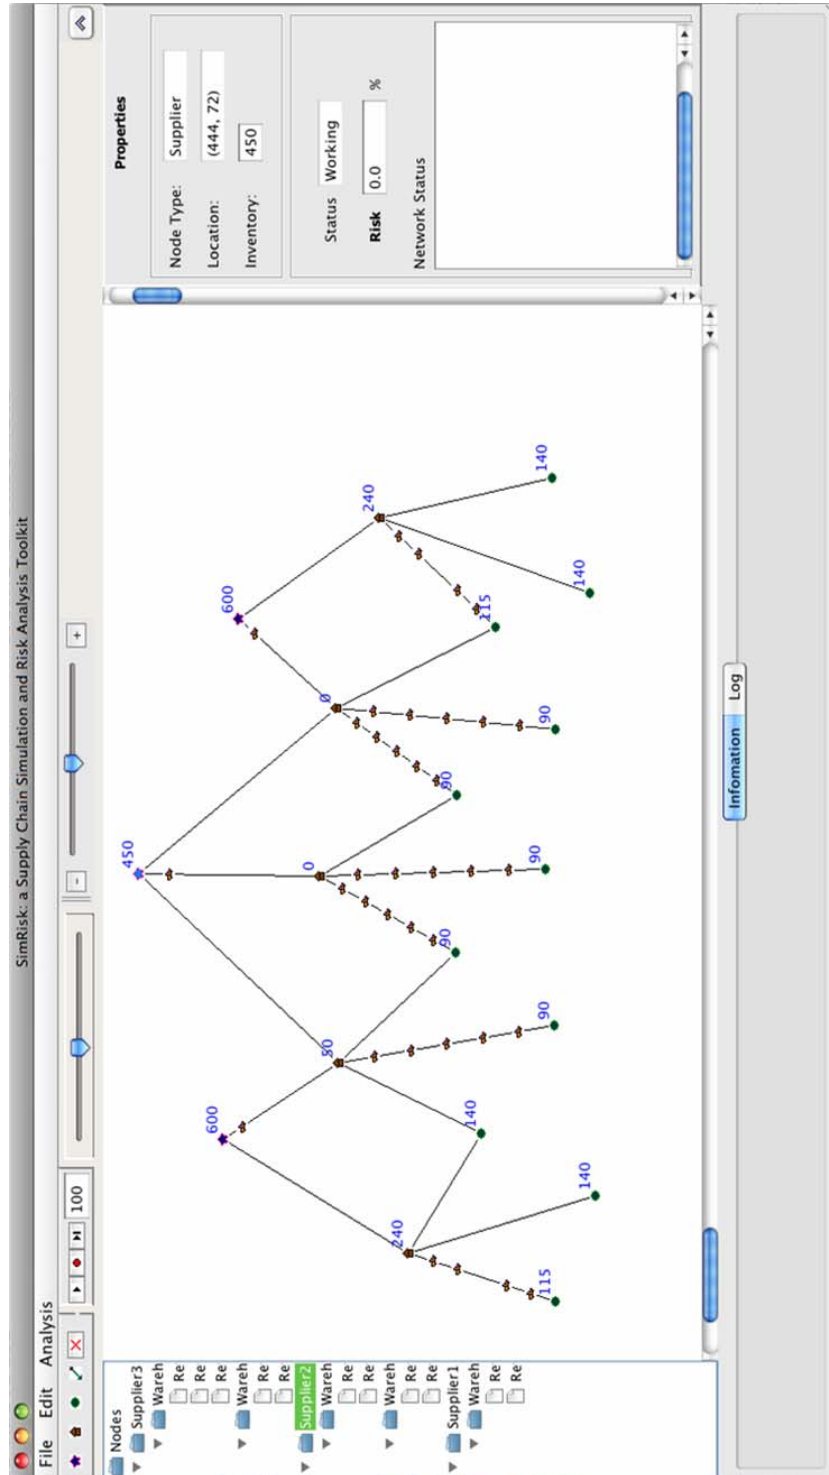 SimRisk: a Supply Chain Simulation and Risk Analysis Toolkit
File Edit Analysis
100
-
+
Nodes
Supplier3
Wareh
Re
Re
Re
Wareh
Re
Re
Supplier2
Wareh
Re
Re
Wareh
Re
Re
Supplier1
Wareh
Re
Re
450
600
600
240
50
0
0
240
115
140
140
90
90
90
90
90
115
140
140
Properties
Node Type: Supplier
Location: (444, 72)
Inventory: 450
Status Working
Risk 0.0 %
Network Status
Infomation Log